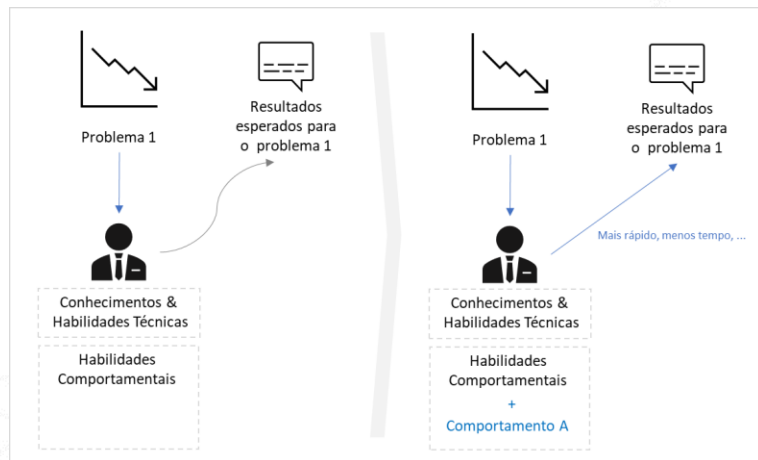 Problema 1
Resultados
esperados para
o problema 1
Conhecimentos &
Habilidades Técnicas
Habilidades
Comportamentais
Problema 1
Resultados
esperados para
o problema 1
Mais rápido, menos tempo, ...
Conhecimentos &
Habilidades Técnicas
Habilidades
Comportamentais
+
Comportamento A